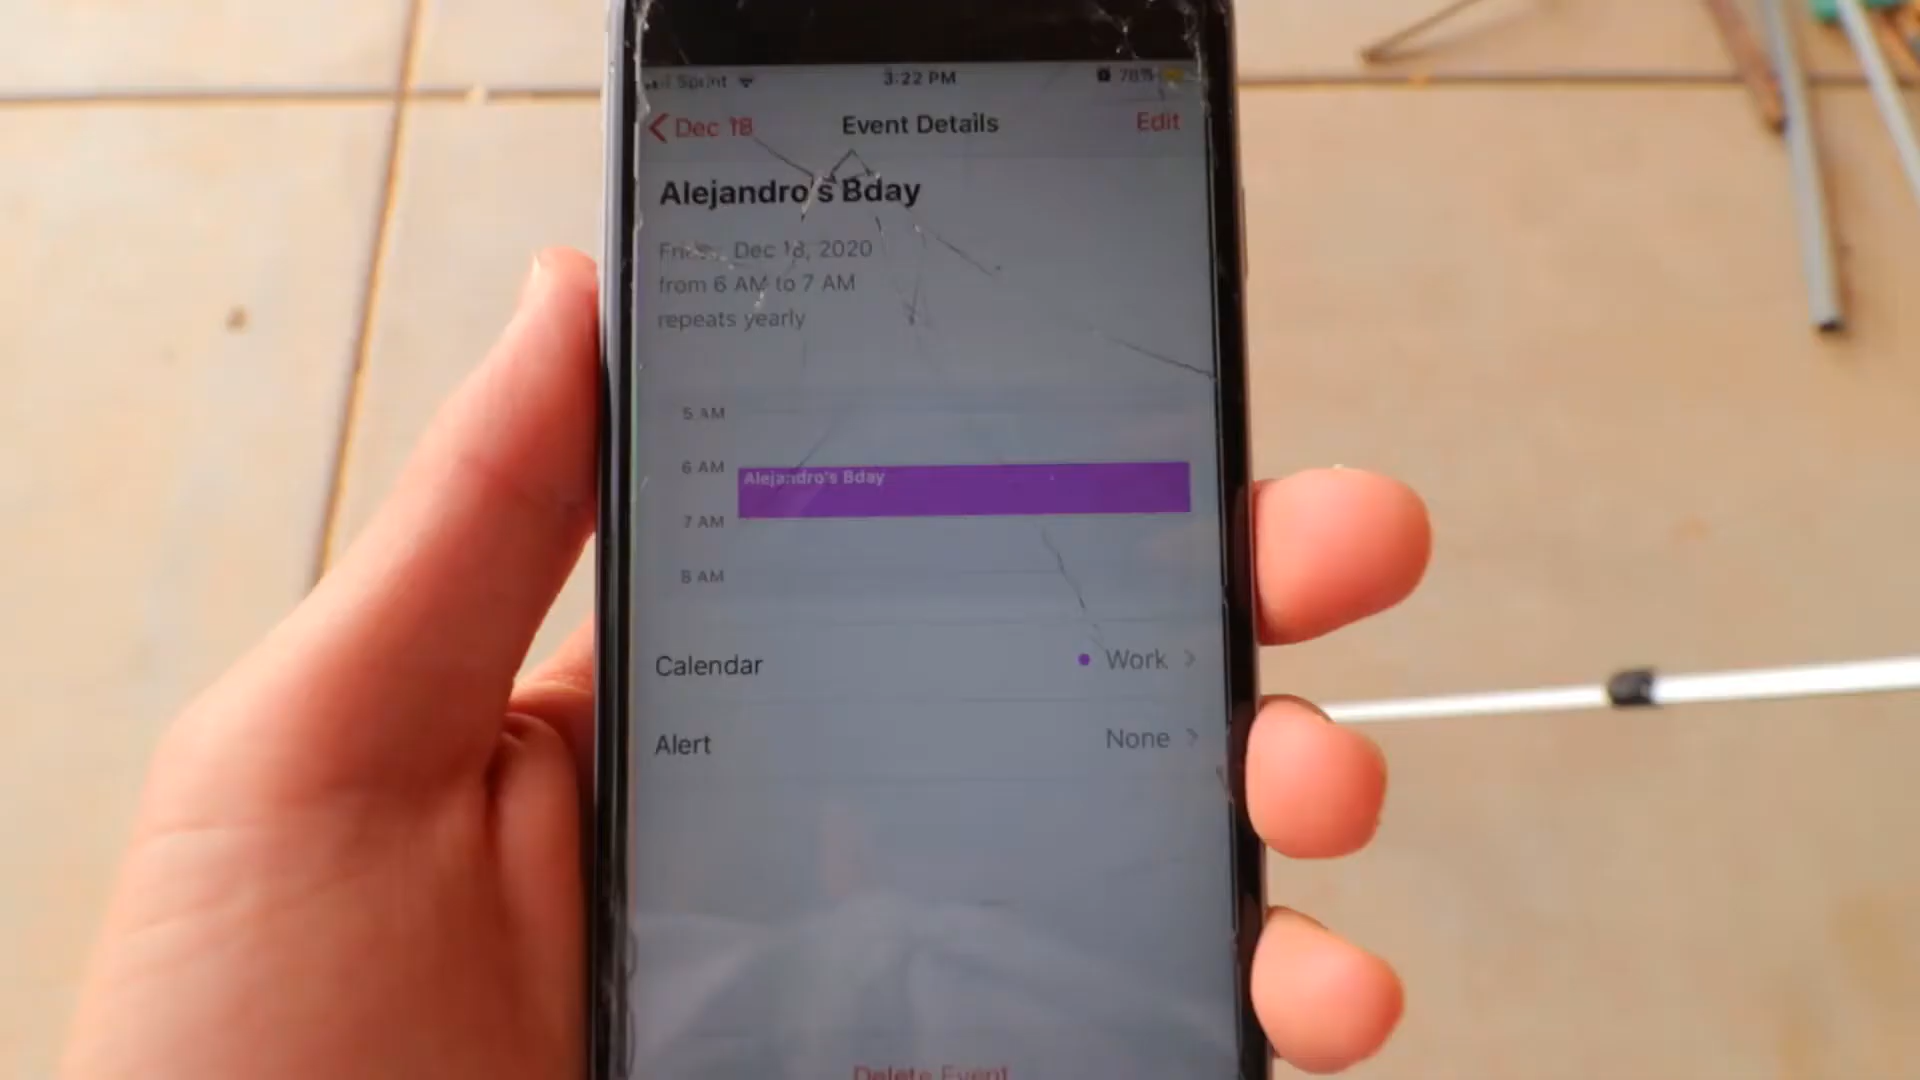 Sprint 3:22 PM 78%
Dec 18 Event Details Edit
Alejandro's Bday
Friday, Dec 18, 2020
from 6 AM to 7 AM
repeats yearly
5 AM
6 AM
Alejandro's Bday
7 AM
8 AM
Calendar Work
Alert None
Delete Event